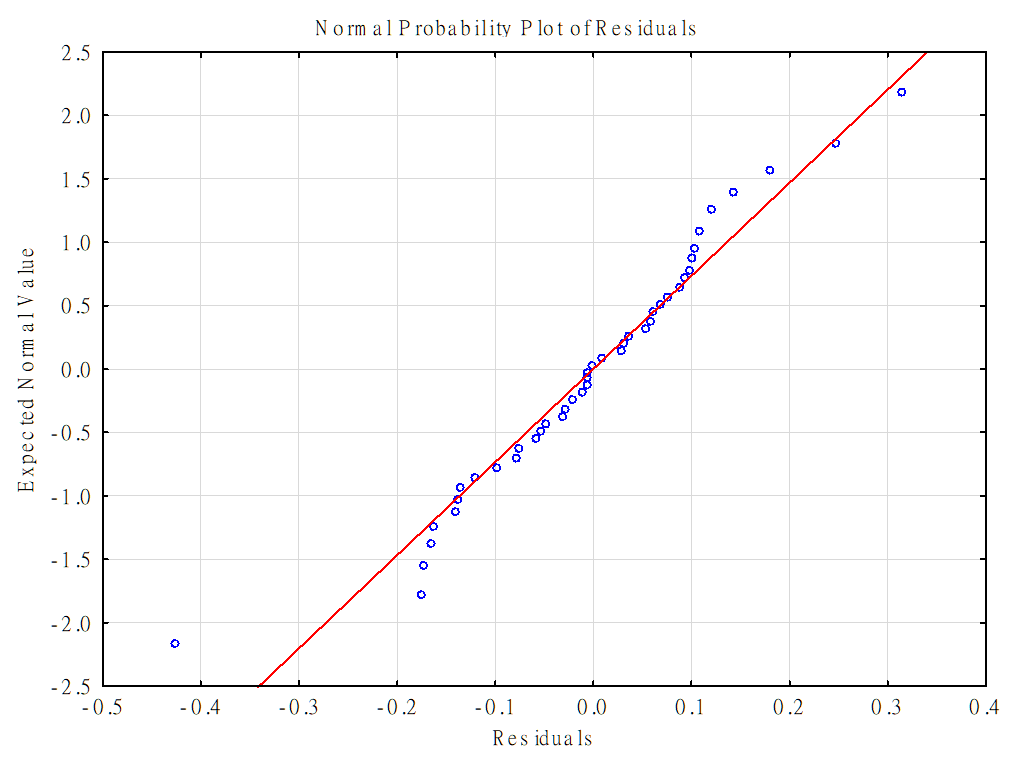 Normal Probability Plot of Residuals
2.5
2.0
1.5
1.0
0.5
0.0
-0.5
-1.0
-1.5
-2.0
-2.5
Expected Normal Value
-0.5 -0.4 -0.3 -0.2 -0.1 0.0 0.1 0.2 0.3 0.4
Residuals